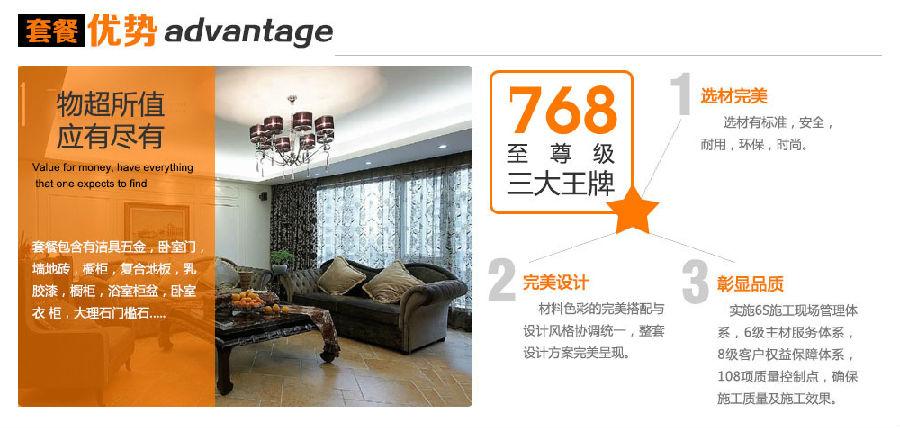 套餐 优势 advantage
物超所值
应有尽有
Value for money, have everything
that one expects to find
套餐包含有洁具五金，卧室门，
墙地砖，橱柜，复合地板，乳
胶漆，橱柜，浴室柜盆，卧室
衣 柜，大理石门槛石.....
768
至尊级
三大王牌
1 选材完美
选材有标准，安全，
耐用，环保，时尚。
2 完美设计
材料色彩的完美搭配与
设计风格协调统一，整套
设计方案完美呈现。
3 彰显品质
实施6S施工现场管理体
系，6级主材服务体系，
8级客户权益保障体系，
108项质量控制点，确保
施工质量及施工效果。